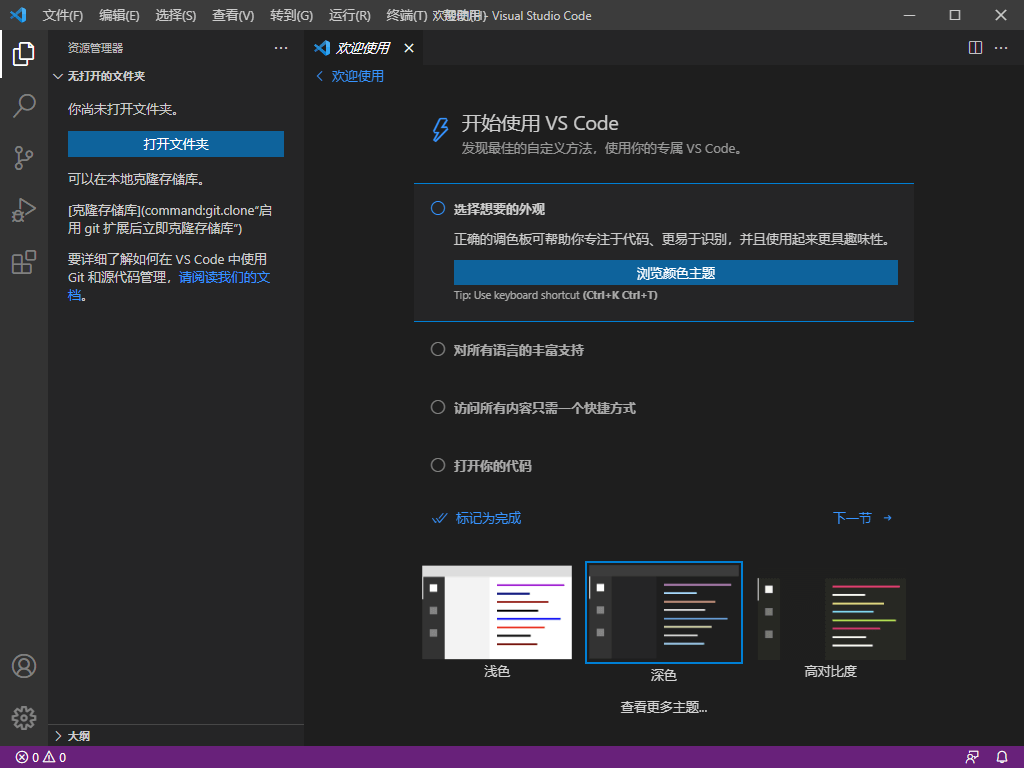 文件(F) 编辑(E) 选择(S) 查看(V) 转到(G) 运行(R) 终端(T) 帮助(H) - Visual Studio Code
资源管理器
欢迎使用
无打开的文件夹
欢迎使用
你尚未打开文件夹。
打开文件夹
可以在本地克隆存储库。
[克隆存储库](command:git.clone“启
用 git 扩展后立即克隆存储库”)
要详细了解如何在 VS Code 中使用
Git 和源代码管理，请阅读我们的文
档。
开始使用 VS Code
发现最佳的自定义方法，使用你的专属 VS Code。
选择想要的外观
正确的调色板可帮助你专注于代码、更易于识别，并且使用起来更具趣味性。
浏览颜色主题
Tip: Use keyboard shortcut (Ctrl+K Ctrl+T)
对所有语言的丰富支持
访问所有内容只需一个快捷方式
打开你的代码
标记为完成
下一节
浅色
深色
高对比度
查看更多主题...
大纲
0 0